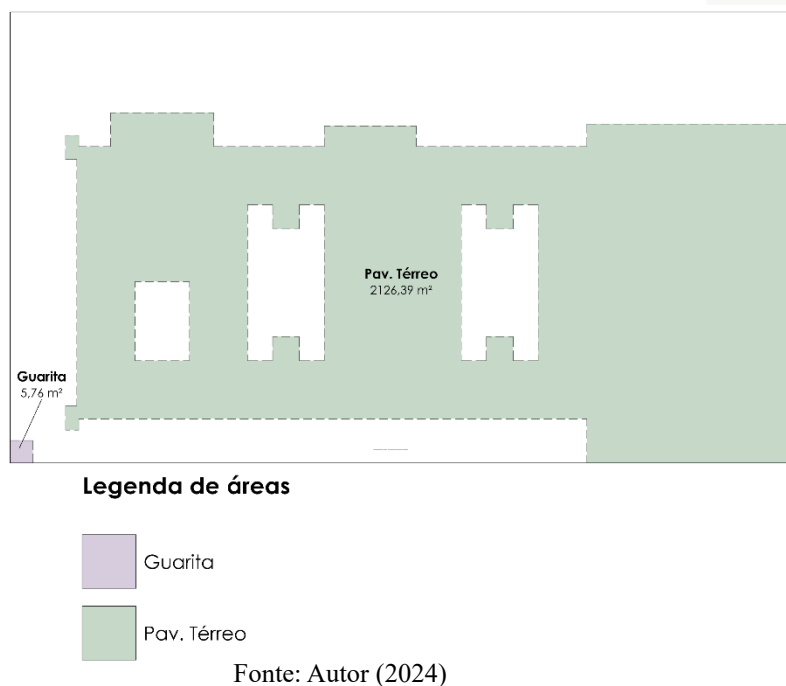 Pav. Térreo
2126,39 m²
Guarita
5,76 m²
Legenda de áreas
Guarita
Pav. Térreo
Fonte: Autor (2024)